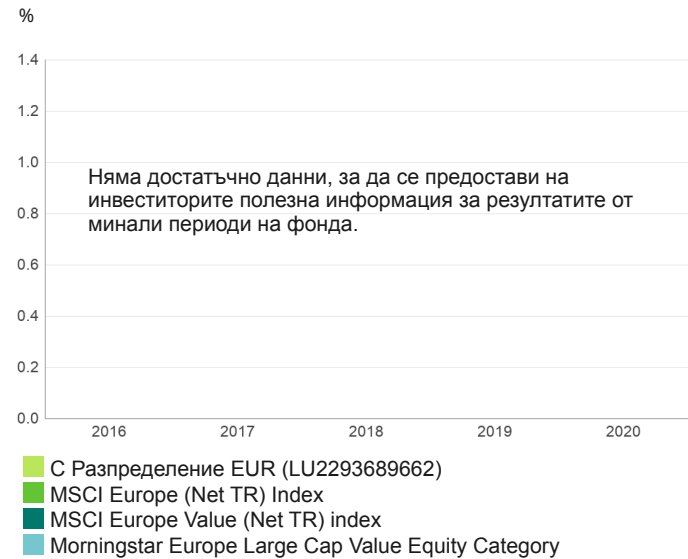 %
1.4
1.2
1.0
Няма достатъчно данни, за да се предостави на
инвеститорите полезна информация за резултатите от
0.8
минали периоди на фонда.
0.6
0.4
0.2
0.0
2016 2017 2018 2019 2020
C Разпределение EUR (LU2293689662)
MSCI Europe (Net TR) Index
MSCI Europe Value (Net TR) index
Morningstar Europe Large Cap Value Equity Category